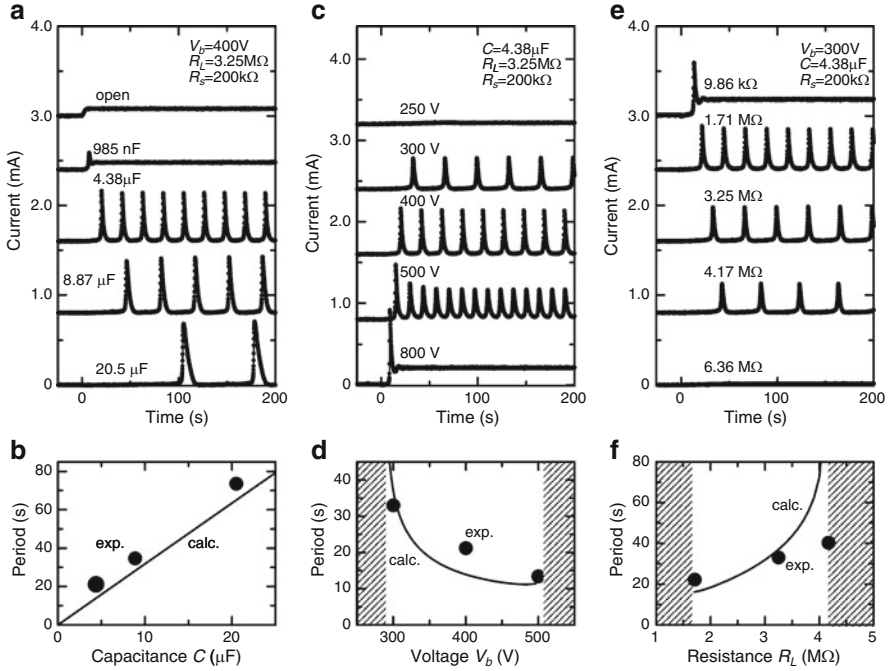 a
V_b=400V
R_L=3.25MΩ
R_s=200kΩ
4.0
3.0
2.0
1.0
0
Current (mA)
open
985 nF
4.38μF
8.87 μF
20.5 μF
0 100 200
Time (s)
c
C=4.38μF
R_L=3.25MΩ
R_s=200kΩ
4.0
3.0
2.0
1.0
0
Current (mA)
250 V
300 V
400 V
500 V
800 V
0 100 200
Time (s)
e
V_b=300V
C=4.38μF
R_s=200kΩ
4.0
3.0
2.0
1.0
0
Current (mA)
9.86 kΩ
1.71 MΩ
3.25 MΩ
4.17 MΩ
6.36 MΩ
0 100 200
Time (s)
b
80
60
40
20
0
Period (s)
exp.
calc.
0 10 20
Capacitance C (μF)
d
40
30
20
10
0
Period (s)
calc.
exp.
300 400 500
Voltage V_b (V)
f
80
60
40
20
0
Period (s)
calc.
exp.
1 2 3 4 5
Resistance R_L (MΩ)